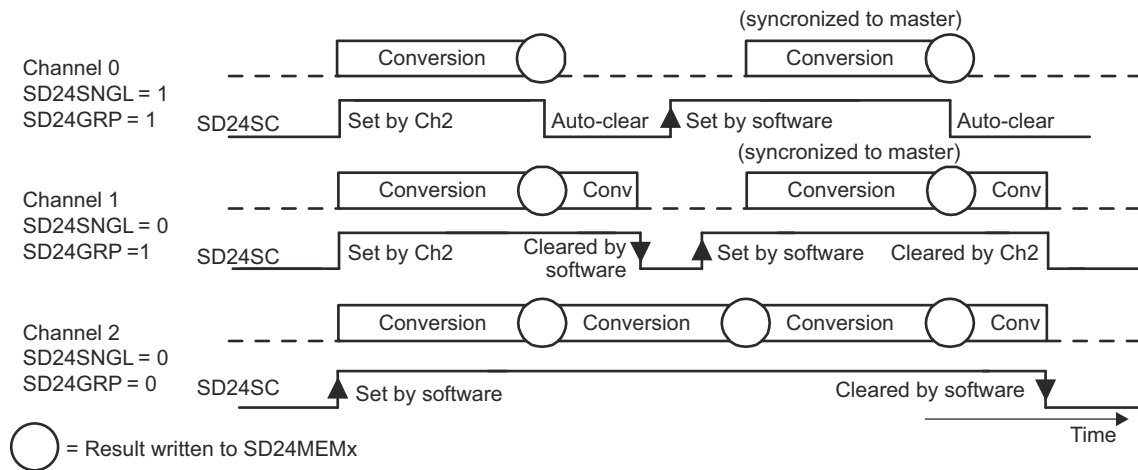 (syncronized to master)
Conversion Conversion
Channel 0
SD24SNGL = 1
SD24GRP = 1
SD24SC Set by Ch2 Auto-clear Set by software Auto-clear
(syncronized to master)
Conversion Conv Conversion Conv
Channel 1
SD24SNGL = 0
SD24GRP =1
SD24SC Set by Ch2 Cleared by software Set by software Cleared by Ch2
Conversion Conversion Conversion Conv
Channel 2
SD24SNGL = 0
SD24GRP = 0
SD24SC Set by software Cleared by software
Time
= Result written to SD24MEMx